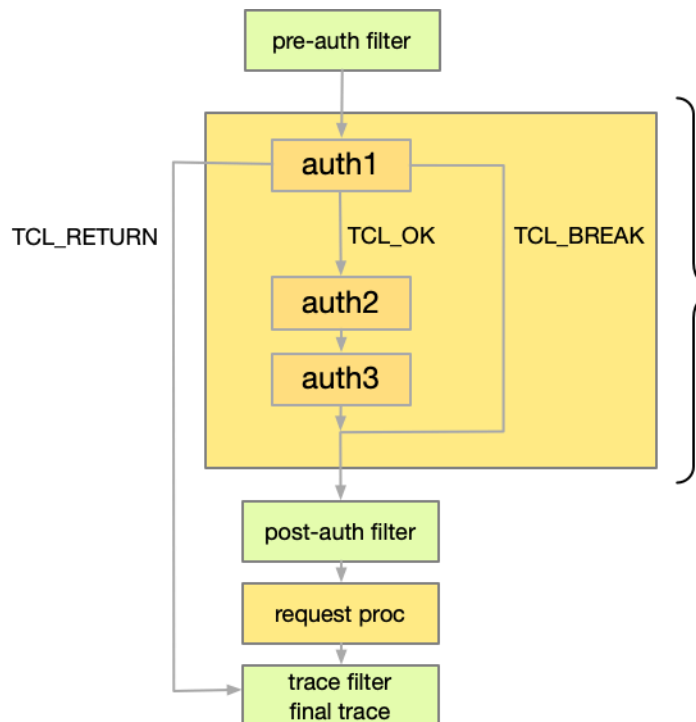 pre-auth filter
auth1
TCL_RETURN
TCL_OK
TCL_BREAK
auth2
auth3
post-auth filter
request proc
trace filter
final trace